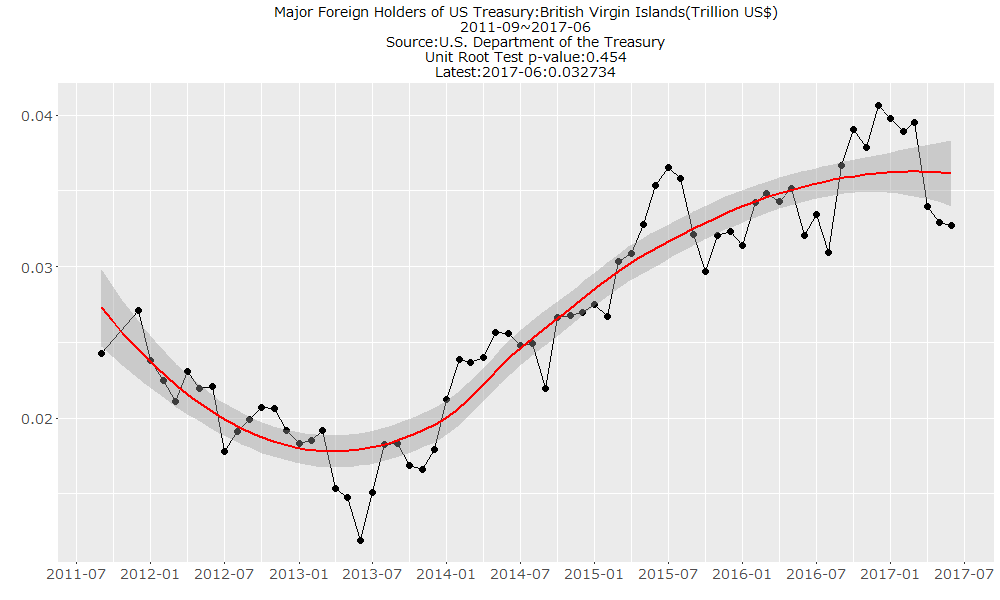 Major Foreign Holders of US Treasury:British Virgin Islands(Trillion US$)
2011-09~2017-06
Source:U.S. Department of the Treasury
Unit Root Test p-value:0.454
Latest:2017-06:0.032734
0.04
0.03
0.02
2011-07 2012-01 2012-07 2013-01 2013-07 2014-01 2014-07 2015-01 2015-07 2016-01 2016-07 2017-01 2017-07